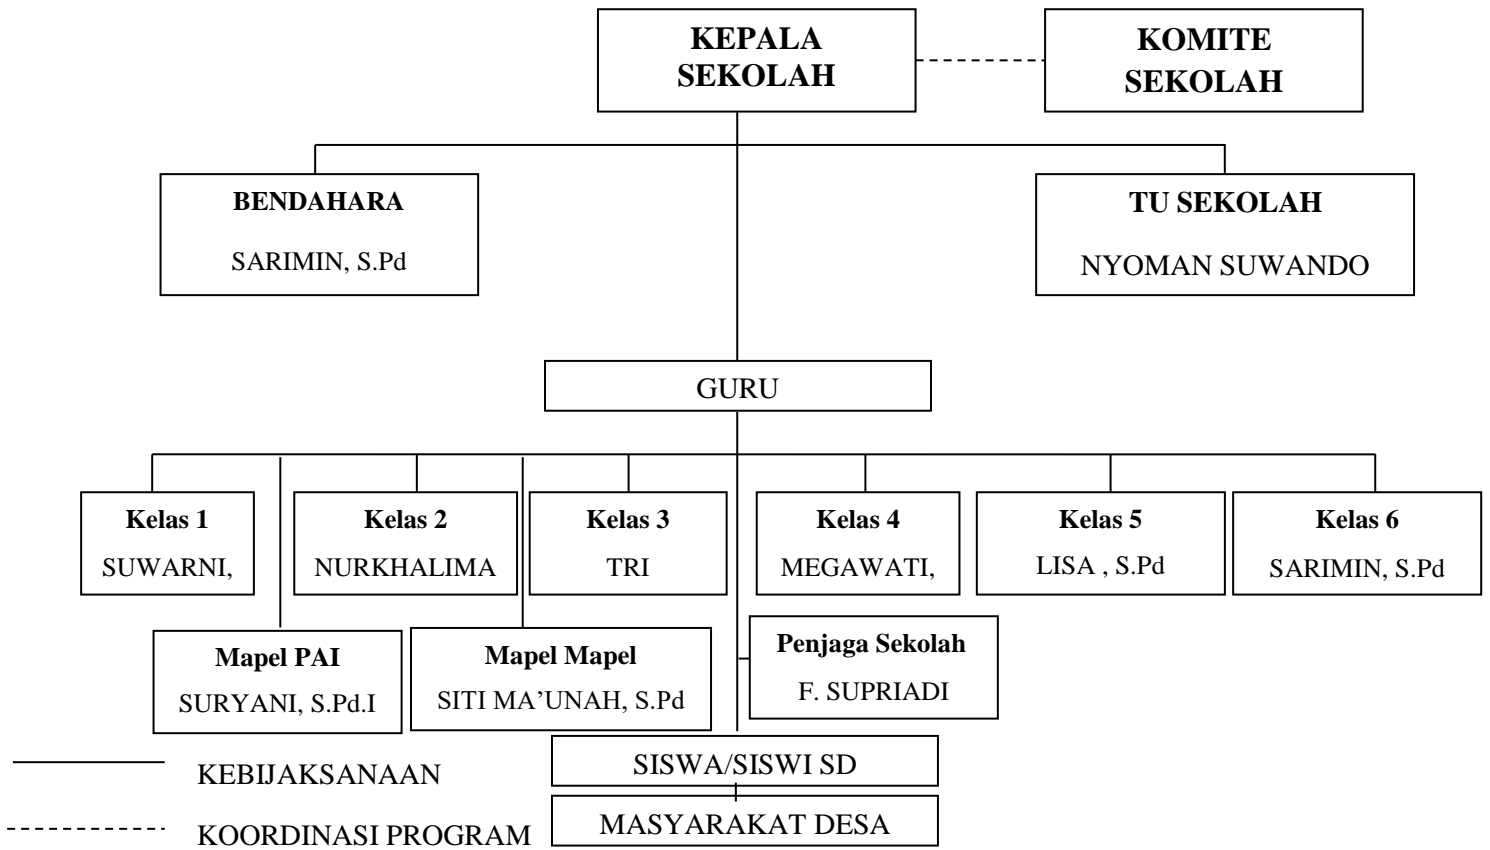 KEPALA
SEKOLAH
KOMITE
SEKOLAH
BENDAHARA
SARIMIN, S.Pd
TU SEKOLAH
NYOMAN SUWANDO
GURU
Kelas 1
SUWARNI,
Kelas 2
NURKHALIMA
Kelas 3
TRI
Kelas 4
MEGAWATI,
Kelas 5
LISA , S.Pd
Kelas 6
SARIMIN, S.Pd
Mapel PAI
SURYANI, S.Pd.I
Mapel Mapel
SITI MA’UNAH, S.Pd
Penjaga Sekolah
F. SUPRIADI
SISWA/SISWI SD
MASYARAKAT DESA
KEBIJAKSANAAN
KOORDINASI PROGRAM